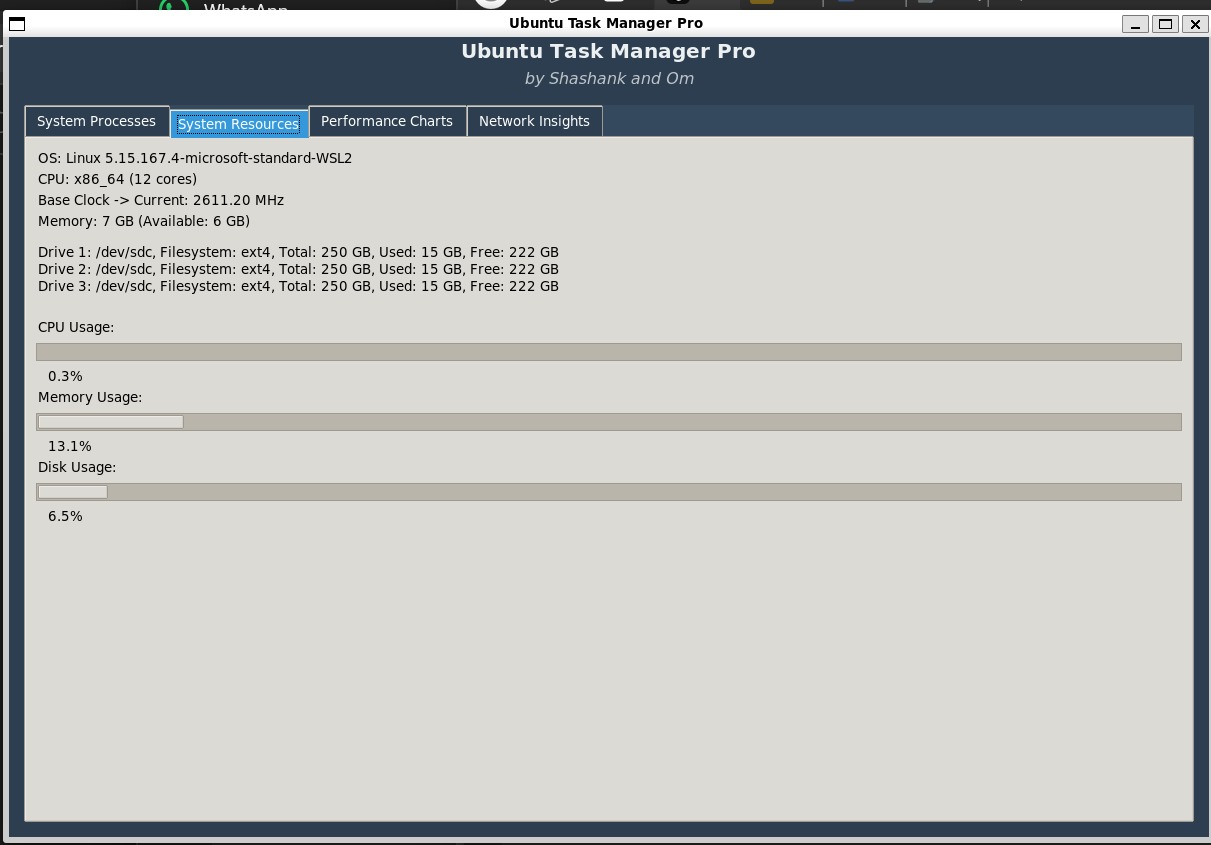 WhatsApp
Ubuntu Task Manager Pro
Ubuntu Task Manager Pro
by Shashank and Om
System Processes System Resources Performance Charts Network Insights
OS: Linux 5.15.167.4-microsoft-standard-WSL2
CPU: x86_64 (12 cores)
Base Clock -> Current: 2611.20 MHz
Memory: 7 GB (Available: 6 GB)
Drive 1: /dev/sdc, Filesystem: ext4, Total: 250 GB, Used: 15 GB, Free: 222 GB
Drive 2: /dev/sdc, Filesystem: ext4, Total: 250 GB, Used: 15 GB, Free: 222 GB
Drive 3: /dev/sdc, Filesystem: ext4, Total: 250 GB, Used: 15 GB, Free: 222 GB
CPU Usage:
0.3%
Memory Usage:
13.1%
Disk Usage:
6.5%